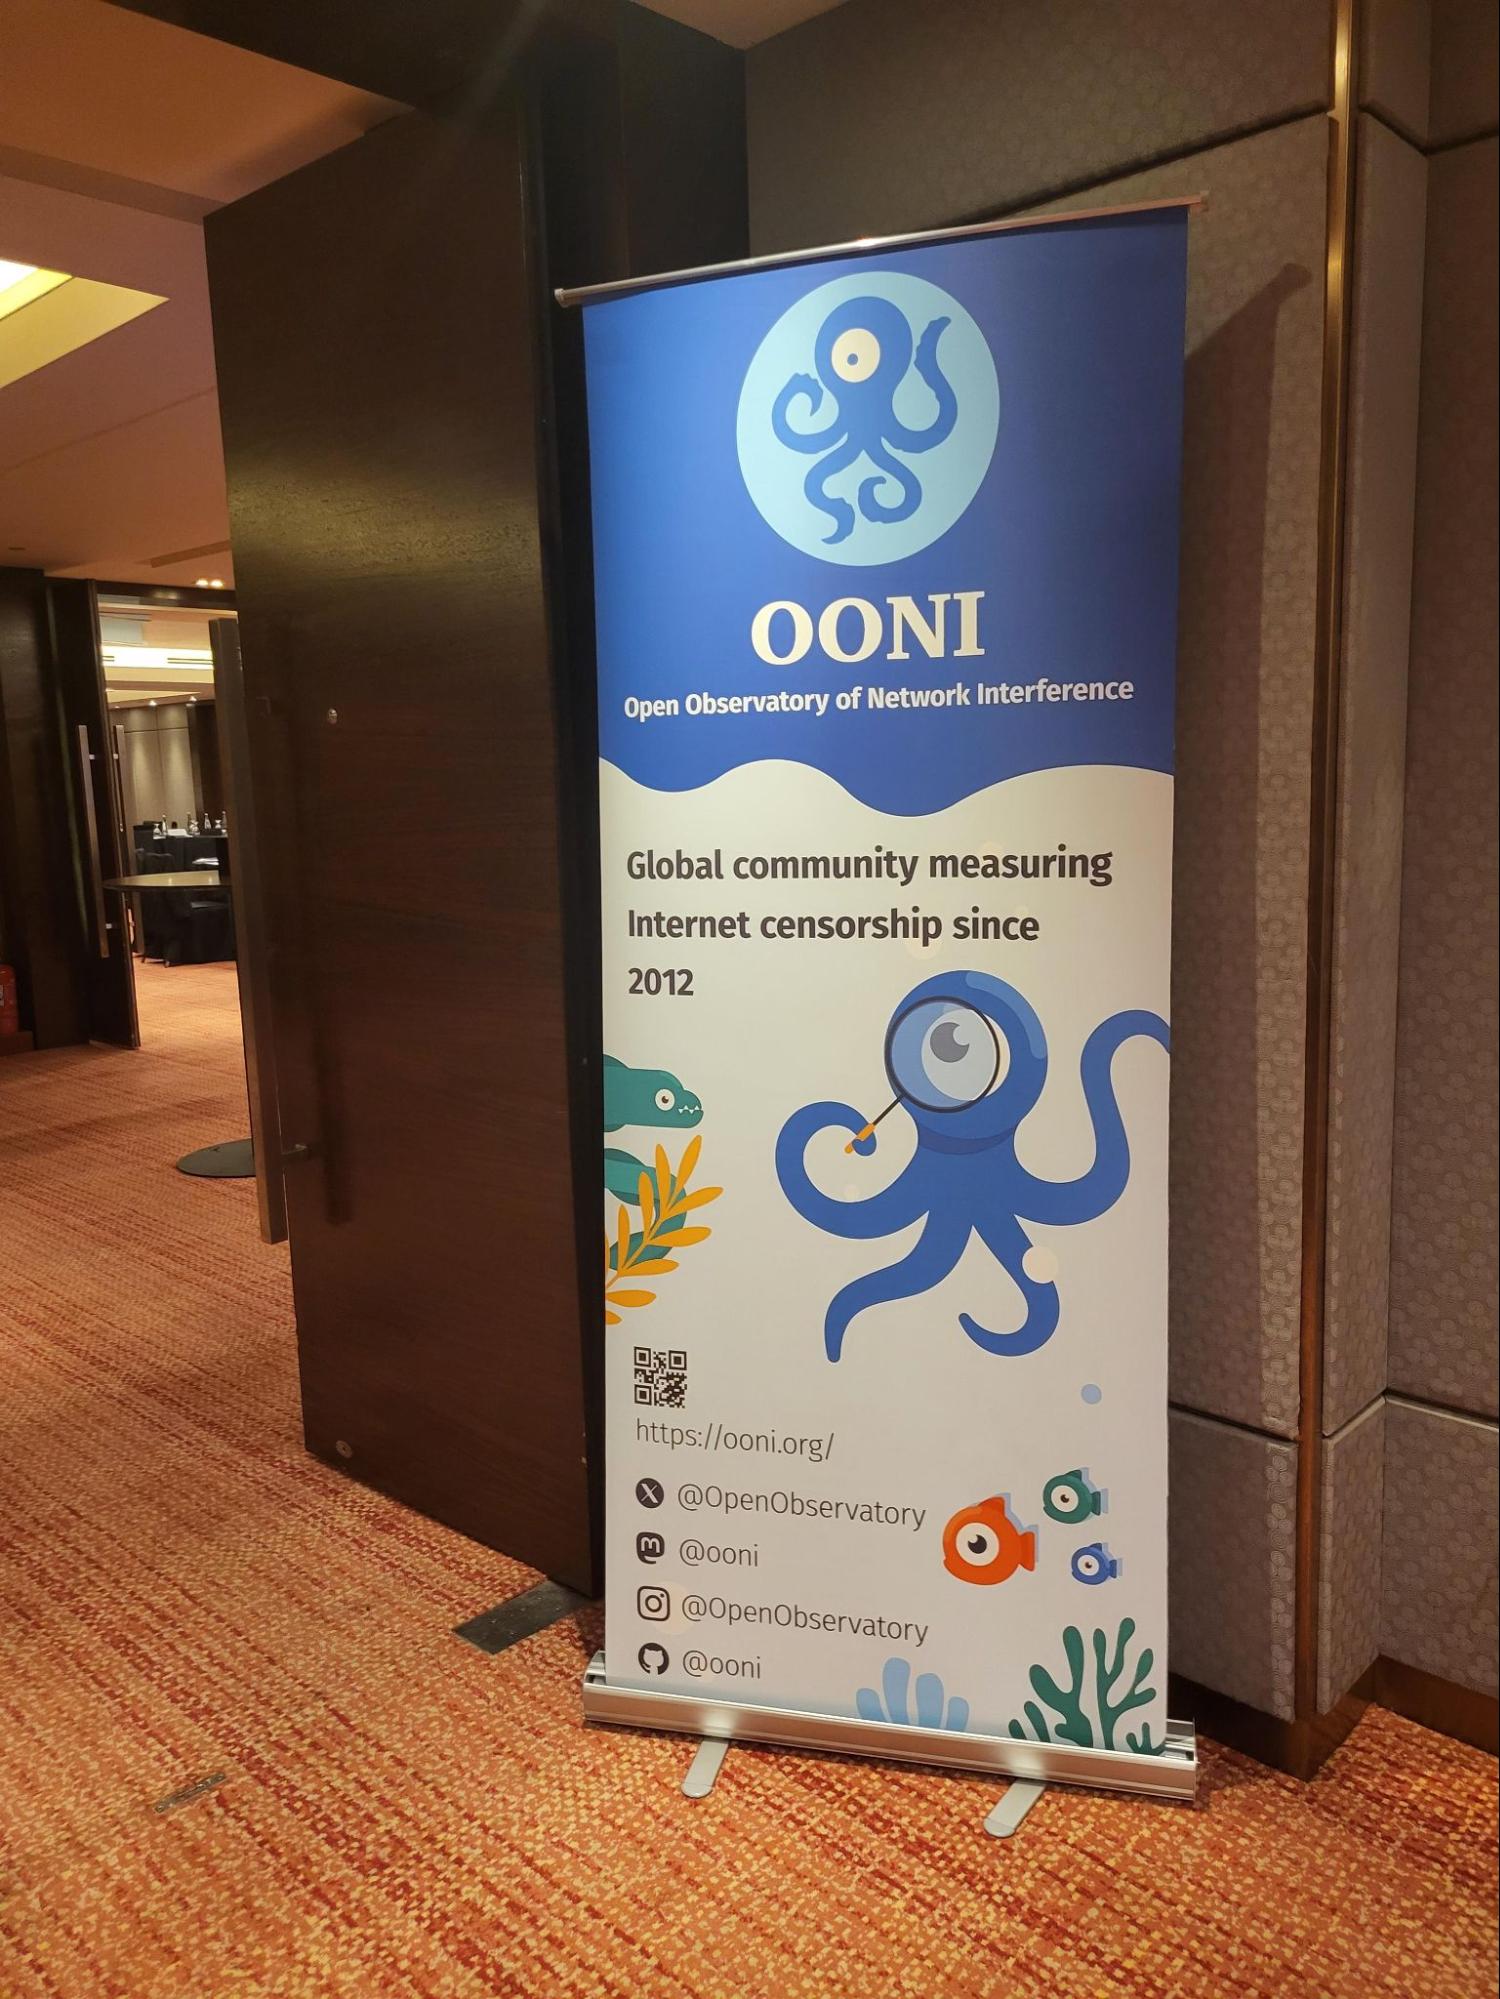 OONI
Open Observatory of Network Interference
Global community measuring
Internet censorship since
2012
https://ooni.org/
@OpenObservatory
@ooni
@OpenObservatory
@ooni